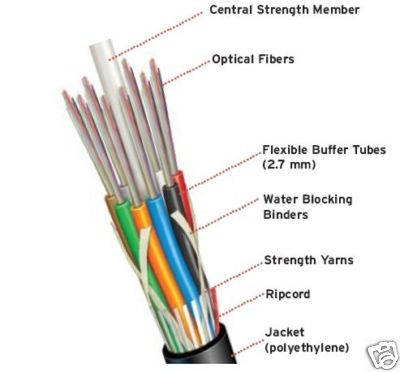 Central Strength Member
Optical Fibers
Flexible Buffer Tubes
(2.7 mm)
Water Blocking
Binders
Strength Yarns
Ripcord
Jacket
(polyethylene)